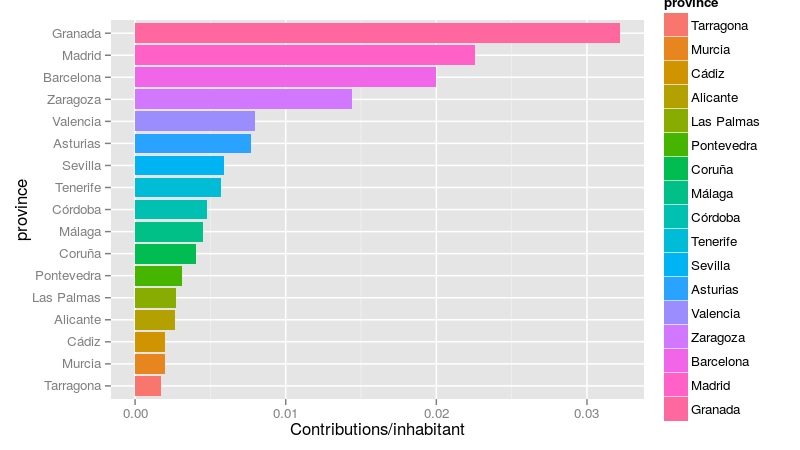 province
Granada
Madrid
Barcelona
Zaragoza
Valencia
Asturias
Sevilla
Tenerife
Córdoba
Málaga
Coruña
Pontevedra
Las Palmas
Alicante
Cádiz
Murcia
Tarragona
0.00 0.01 0.02 0.03
Contributions/inhabitant
province
Tarragona
Murcia
Cádiz
Alicante
Las Palmas
Pontevedra
Coruña
Málaga
Córdoba
Tenerife
Sevilla
Asturias
Valencia
Zaragoza
Barcelona
Madrid
Granada